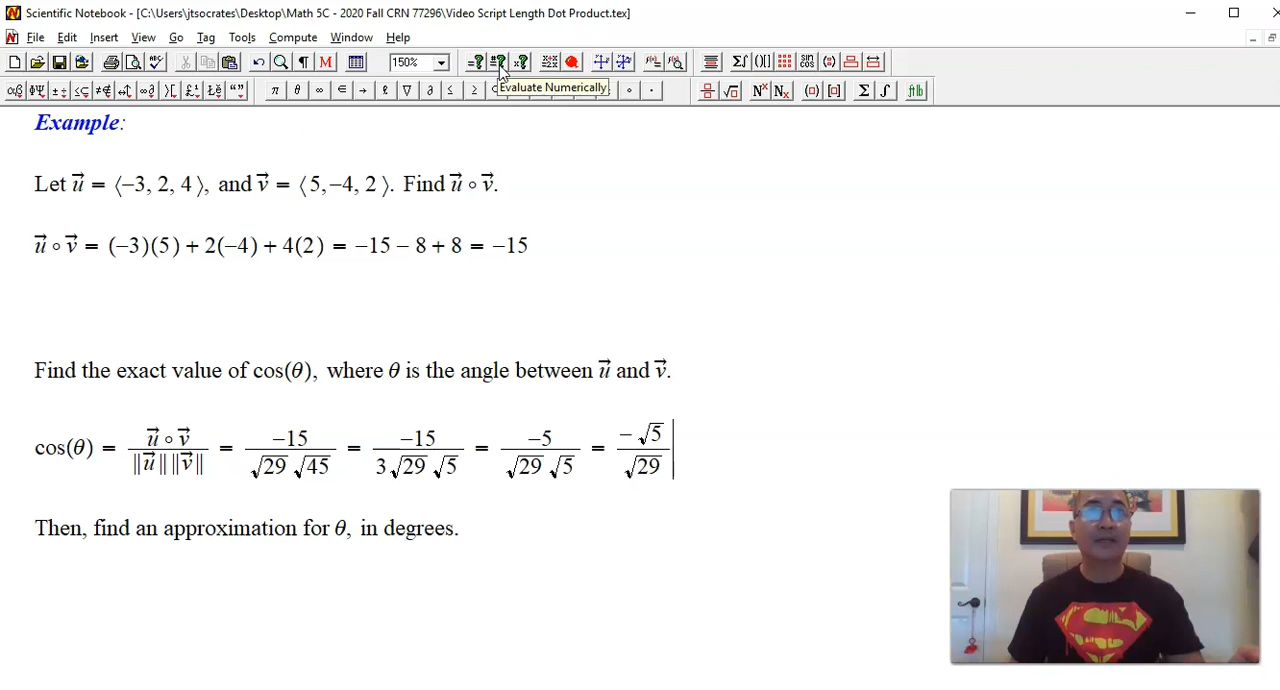 Scientific Notebook - [C:\Users\jtsocrates\Desktop\Math 5C - 2020 Fall CRN 77296\Video Script Length Dot Product.tex]
File Edit Insert View Go Tag Tools Compute Window Help
150%
Evaluate Numerically
Example:
Let u⃗ = ⟨−3, 2, 4⟩, and v⃗ = ⟨5, −4, 2⟩. Find u⃗ ∘ v⃗.
u⃗ ∘ v⃗ = (−3)(5) + 2(−4) + 4(2) = −15 − 8 + 8 = −15
Find the exact value of cos(θ), where θ is the angle between u⃗ and v⃗.
cos(θ) = (u⃗ ∘ v⃗)/(‖u⃗‖ ‖v⃗‖) = −15/(√29 √45) = −15/(3√29 √5) = −5/(√29 √5) = −√5/√29
Then, find an approximation for θ, in degrees.